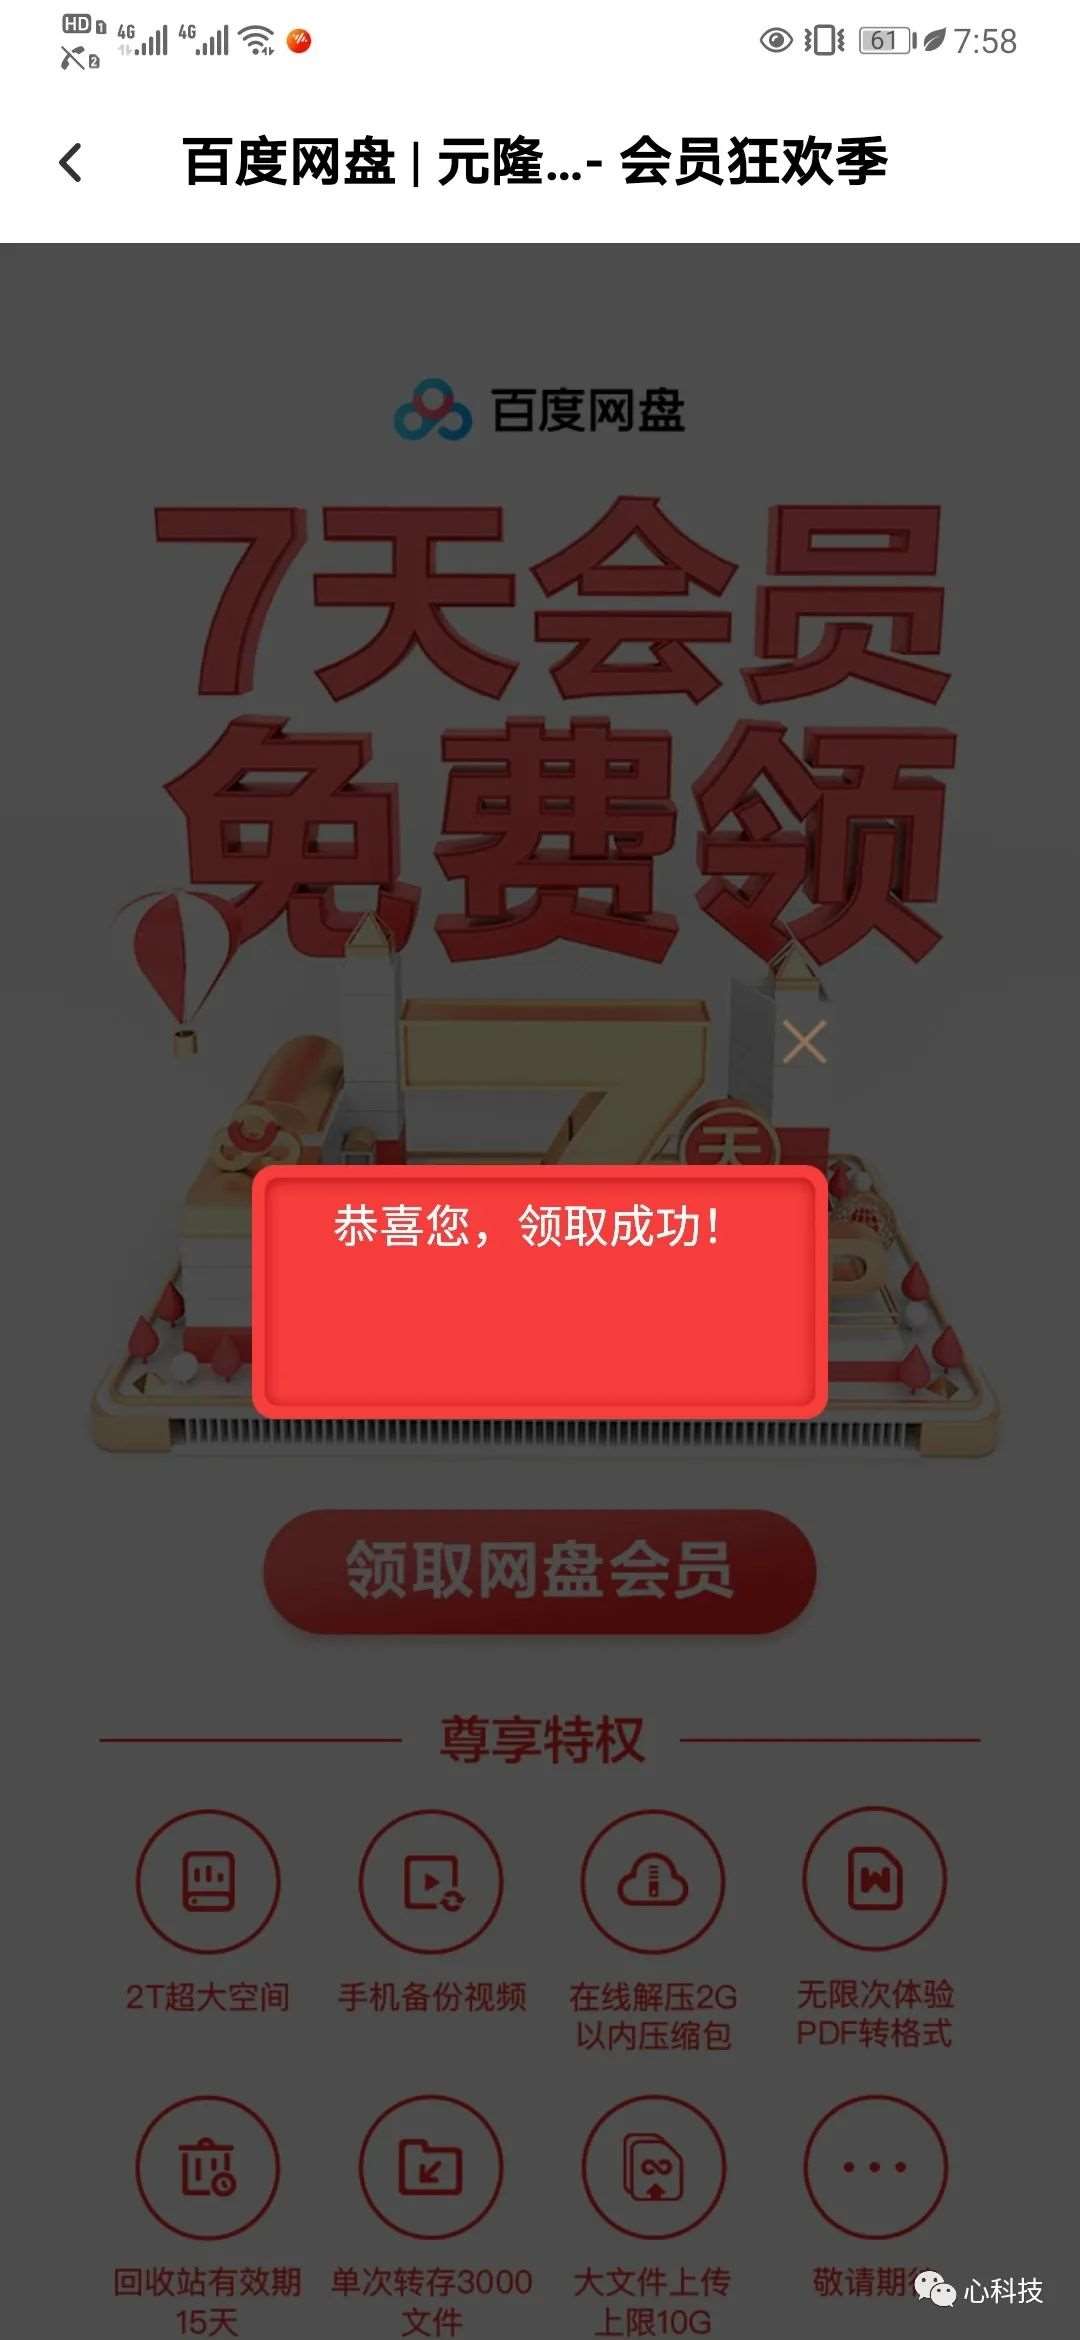 HD 1 4G 4G 61 7:58
2
百度网盘 | 元隆...- 会员狂欢季
百度网盘
7天会员
免费领
天
恭喜您，领取成功！
领取网盘会员
尊享特权
2T超大空间
手机备份视频
在线解压2G
以内压缩包
无限次体验
PDF转格式
回收站有效期
15天
单次转存3000
文件
大文件上传
上限10G
敬请期待
心科技